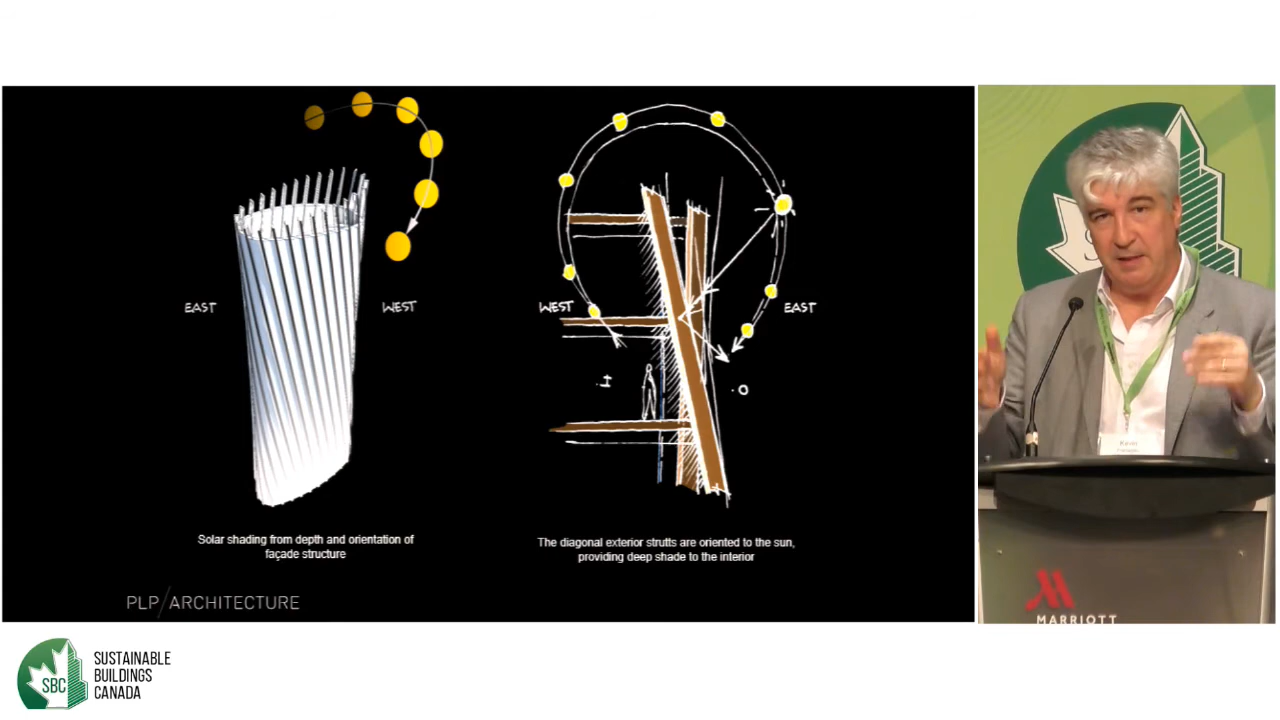 EAST
WEST
WEST
EAST
I
O
Solar shading from depth and orientation of
façade structure
The diagonal exterior strutts are oriented to the sun,
providing deep shade to the interior
PLP/ARCHITECTURE
Kevin
MARRIOTT
SBC
SUSTAINABLE
BUILDINGS
CANADA